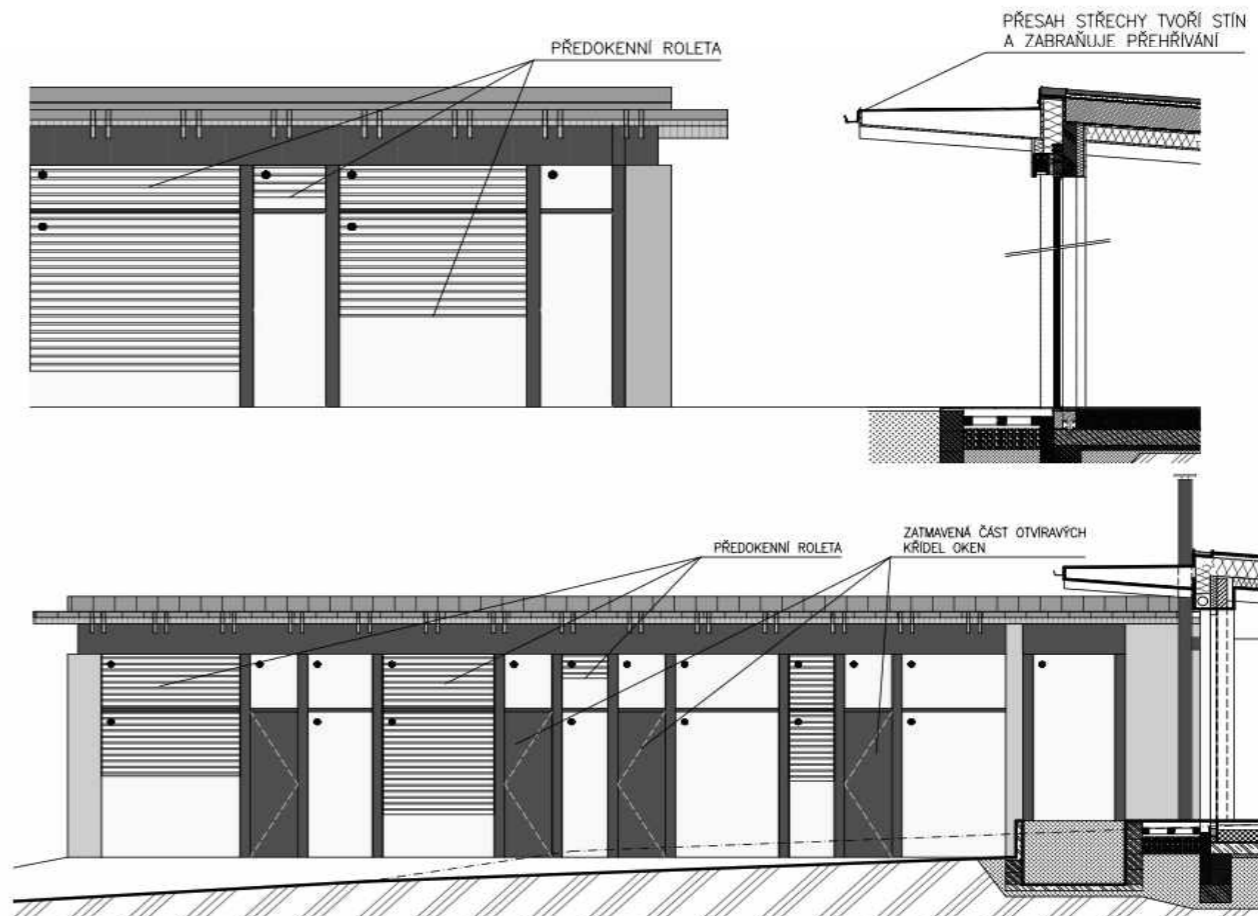 PŘEDOKENNÍ ROLETA
PŘESAH STŘECHY TVOŘÍ STÍN
A ZABRAŇUJE PŘEHŘÍVÁNÍ
PŘEDOKENNÍ ROLETA
ZATMAVENÁ ČÁST OTVÍRAVÝCH
KŘÍDEL OKEN